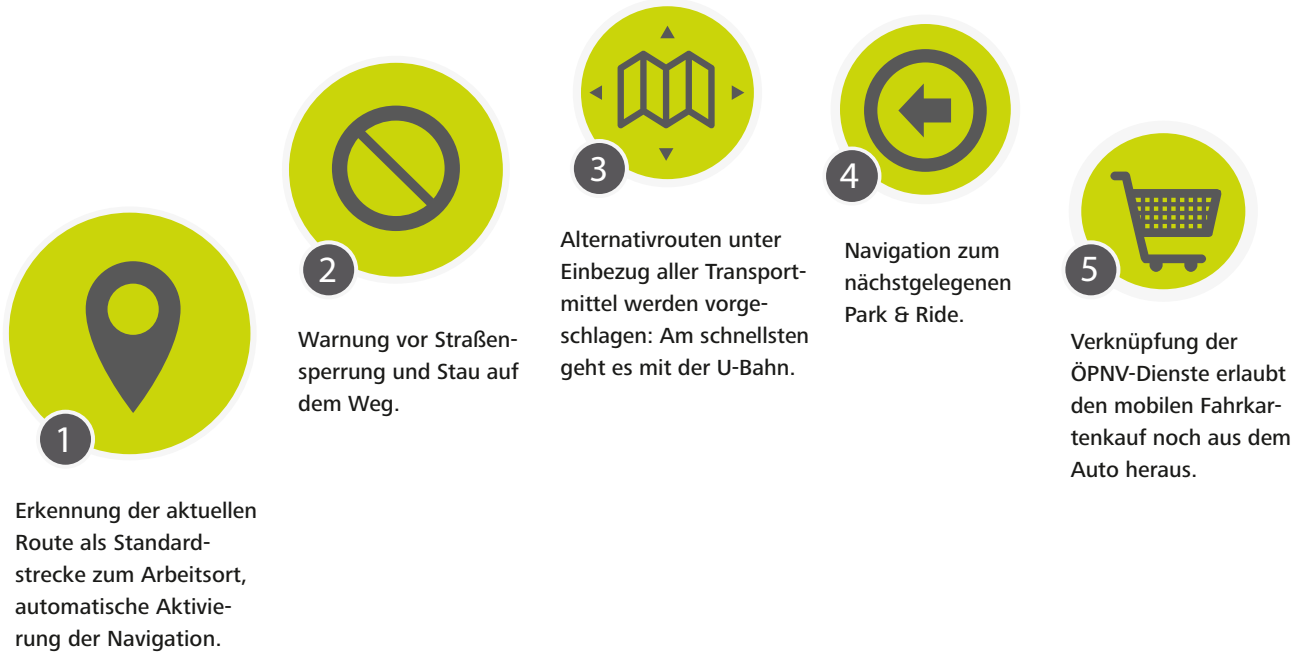 1
Erkennung der aktuellen
Route als Standard-
strecke zum Arbeitsort,
automatische Aktivie-
rung der Navigation.
2
Warnung vor Straßen-
sperrung und Stau auf
dem Weg.
3
Alternativrouten unter
Einbezug aller Transport-
mittel werden vorge-
schlagen: Am schnellsten
geht es mit der U-Bahn.
4
Navigation zum
nächstgelegenen
Park & Ride.
5
Verknüpfung der
ÖPNV-Dienste erlaubt
den mobilen Fahrkar-
tenkauf noch aus dem
Auto heraus.